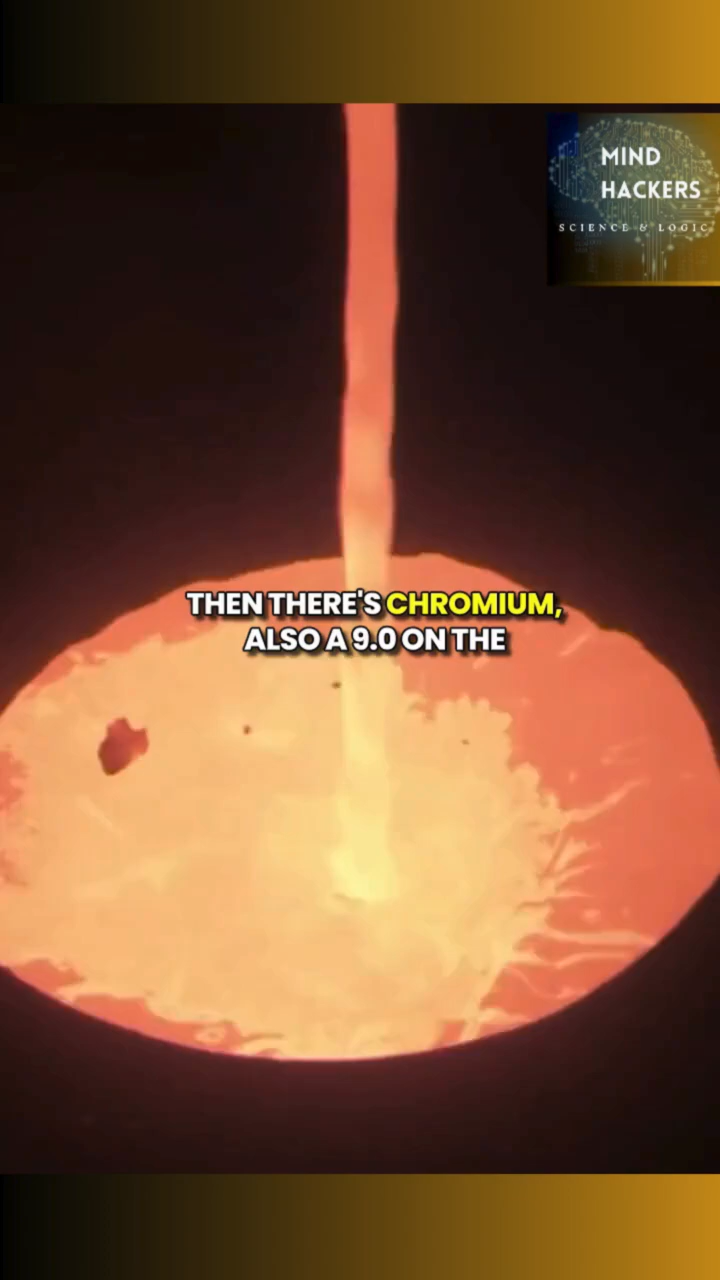 MIND
HACKERS
SCIENCE & LOGIC
THEN THERE'S CHROMIUM,
ALSO A 9.0 ON THE